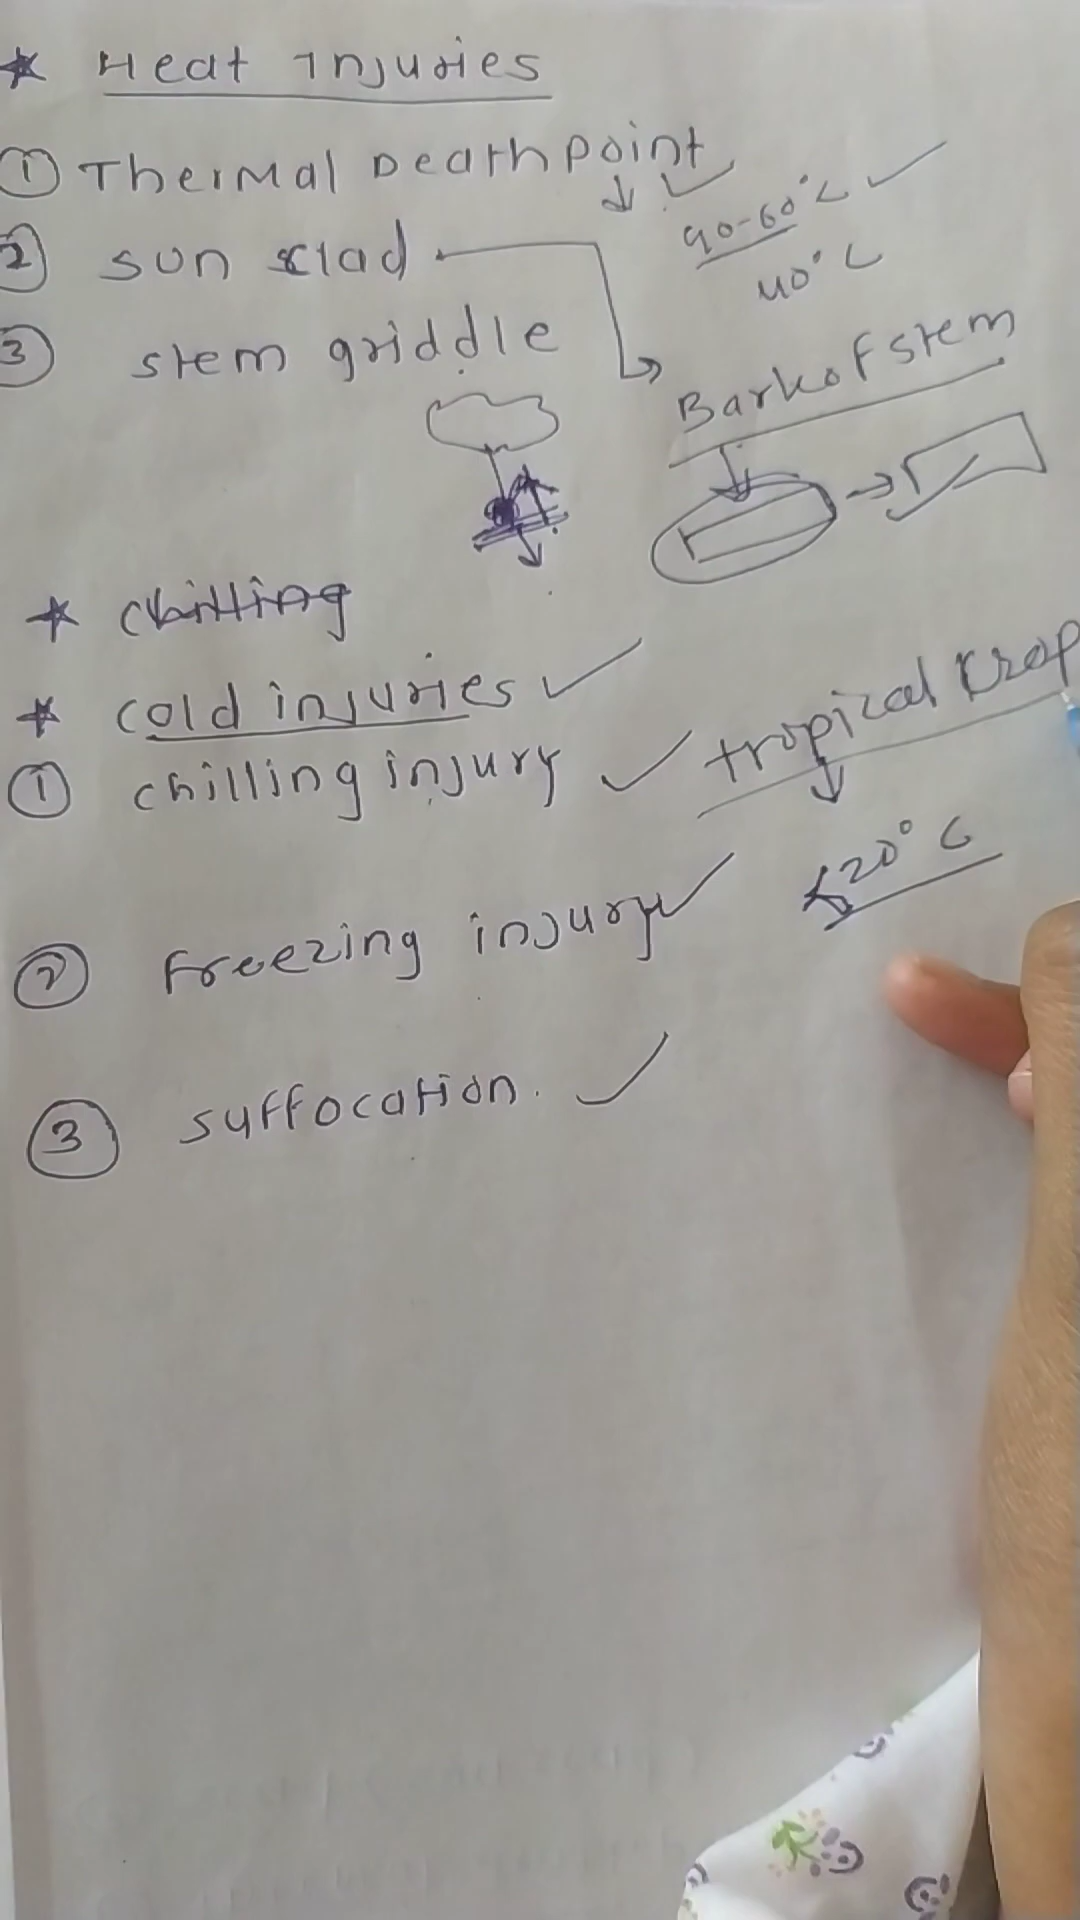 * Heat Injuries
① Thermal Death point
90-60°C
40°C
② sun sclad
③ stem griddle
Bark of stem
* Chilling
* cold injuries
① chilling injury
tropical crop
<20°C
② Freezing injury
③ suffocation.